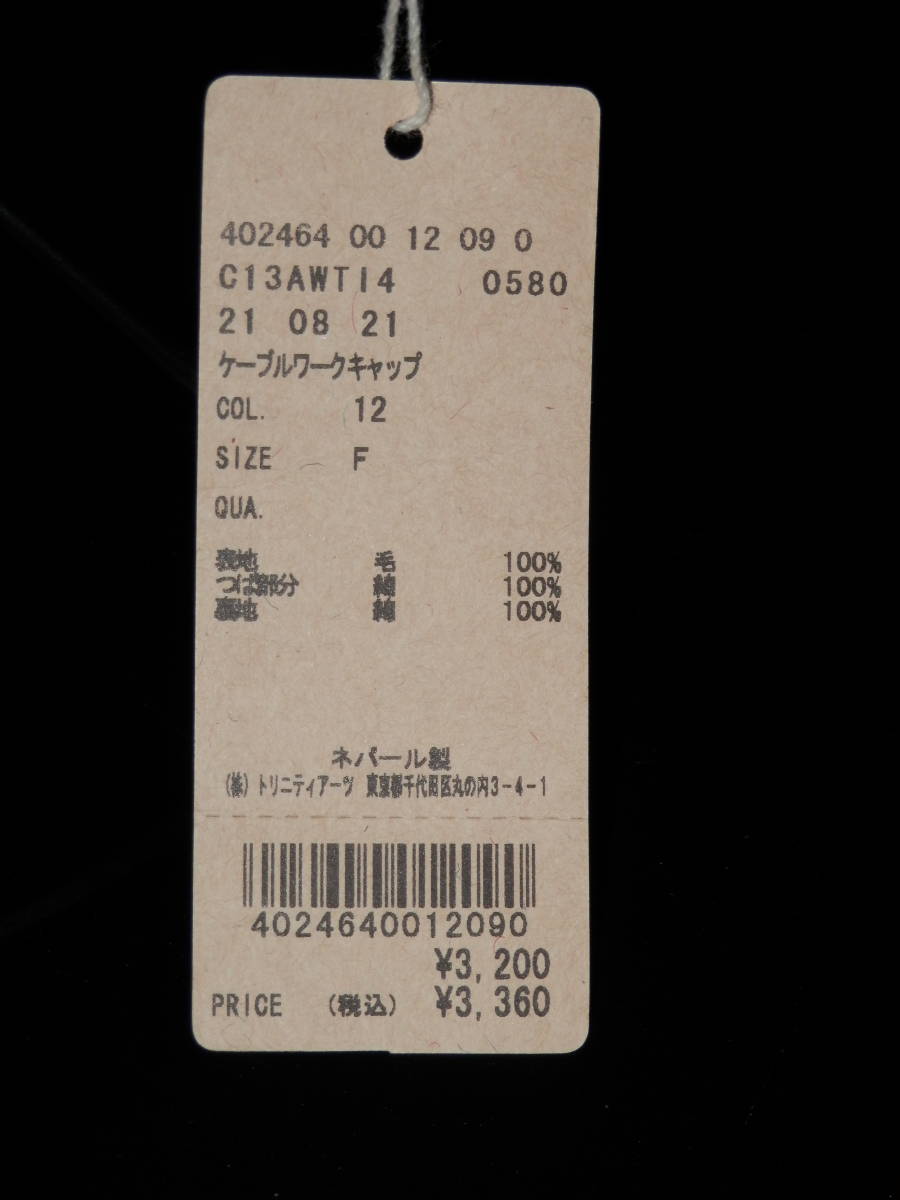 402464 00 12 09 0
C13AWTI4 0580
21 08 21
ケーブルワークキャップ
COL. 12
SIZE F
QUA.
表地 毛 100%
つば部分 綿 100%
裏地 綿 100%
ネパール製
(株)トリニティアーツ 東京都千代田区丸の内3-4-1
4024640012090
¥3,200
PRICE (税込) ¥3,360